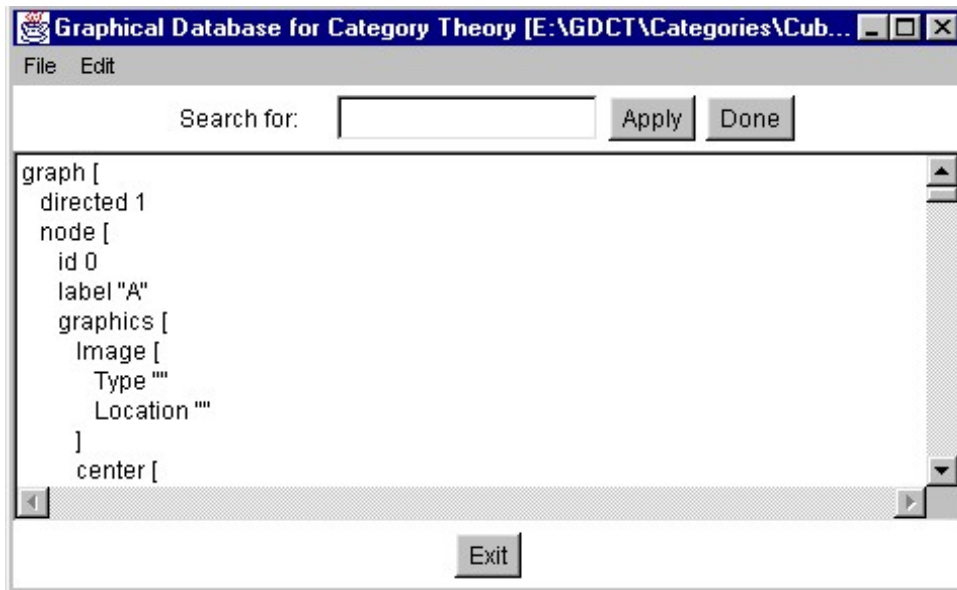 Graphical Database for Category Theory [E:\GDCT\Categories\Cub...
File Edit
Search for: Apply Done
graph [
directed 1
node [
id 0
label "A"
graphics [
Image [
Type ""
Location ""
]
center [
Exit